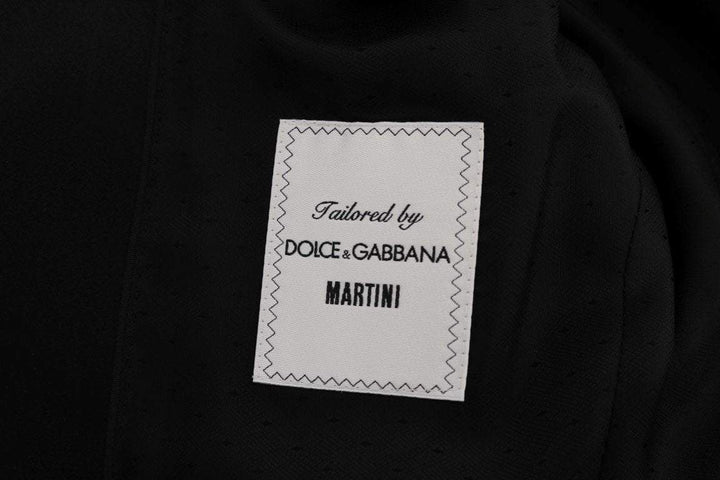 Tailored by
DOLCE & GABBANA
MARTINI